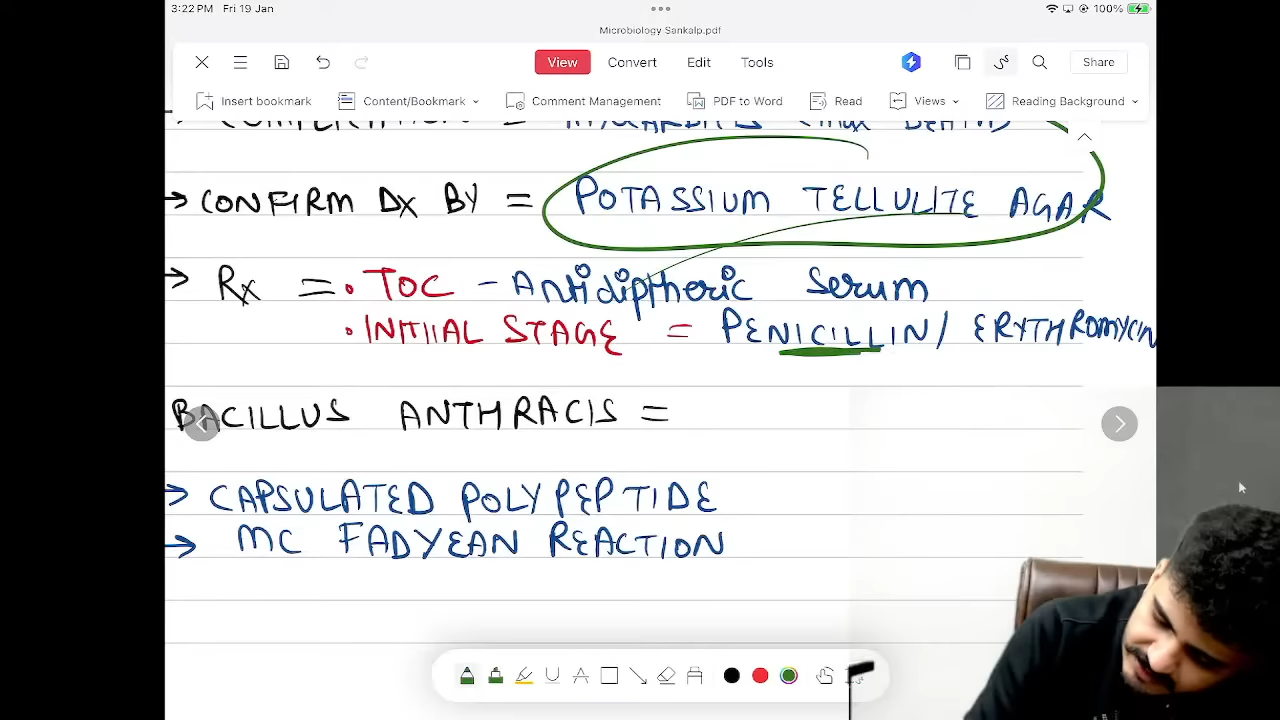 3:22 PM Fri 19 Jan
100%
Microbiology Sankalp.pdf
View Convert Edit Tools Share
Insert bookmark Content/Bookmark Comment Management PDF to Word Read Views Reading Background
→ CONFIRM Dx BY = POTASSIUM TELLULITE AGAR
→ Rx = • TOC - Antidiptheric Serum
• INITIIAL STAGE = PENICILLIN/ ERYTHROMYCIN
BACILLUS ANTHRACIS =
→ CAPSULATED POLYPEPTIDE
→ MC FADYEAN REACTION